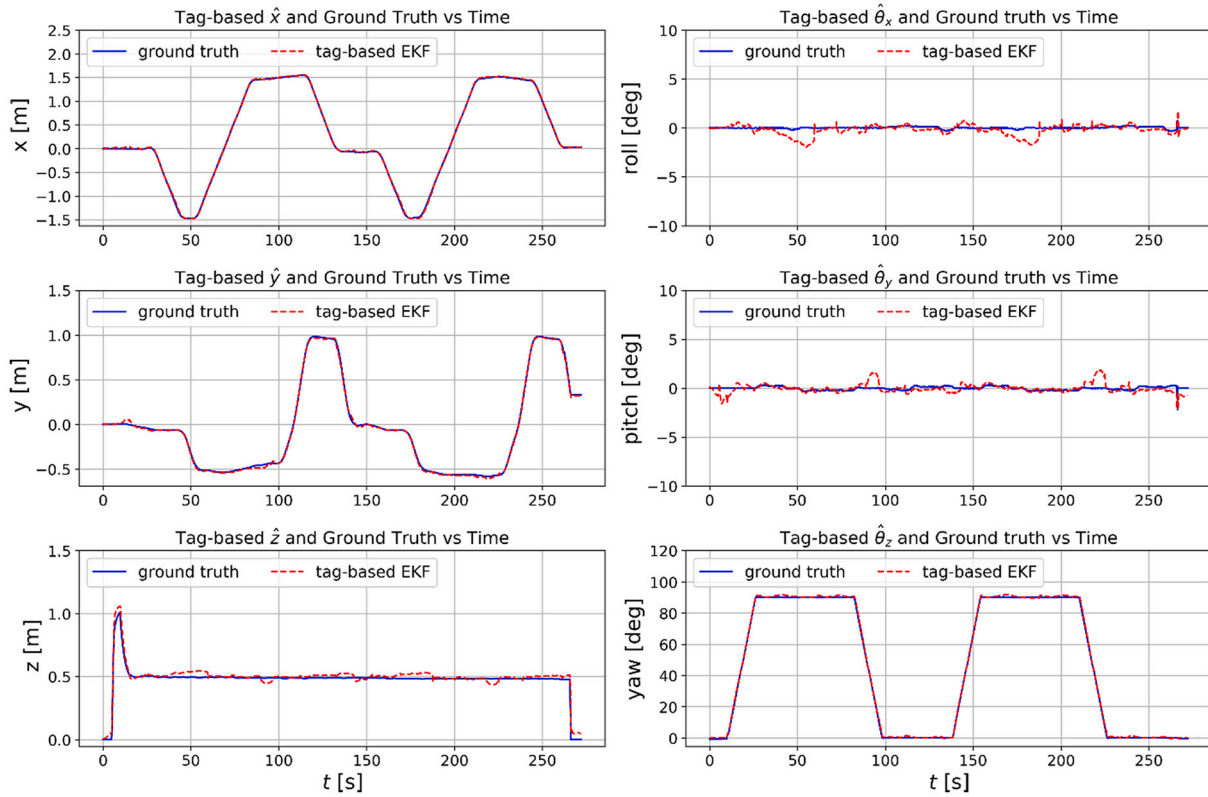 Tag-based x̂ and Ground Truth vs Time
ground truth
tag-based EKF
x [m]
2.5
2.0
1.5
1.0
0.5
0.0
−0.5
−1.0
−1.5
0
50
100
150
200
250
Tag-based θ̂x and Ground truth vs Time
ground truth
tag-based EKF
roll [deg]
10
5
0
−5
−10
0
50
100
150
200
250
Tag-based ŷ and Ground Truth vs Time
ground truth
tag-based EKF
y [m]
1.5
1.0
0.5
0.0
−0.5
0
50
100
150
200
250
Tag-based θ̂y and Ground truth vs Time
ground truth
tag-based EKF
pitch [deg]
10
5
0
−5
−10
0
50
100
150
200
250
Tag-based ẑ and Ground Truth vs Time
ground truth
tag-based EKF
z [m]
1.5
1.0
0.5
0.0
0
50
100
150
200
250
t [s]
Tag-based θ̂z and Ground truth vs Time
ground truth
tag-based EKF
yaw [deg]
120
100
80
60
40
20
0
0
50
100
150
200
250
t [s]